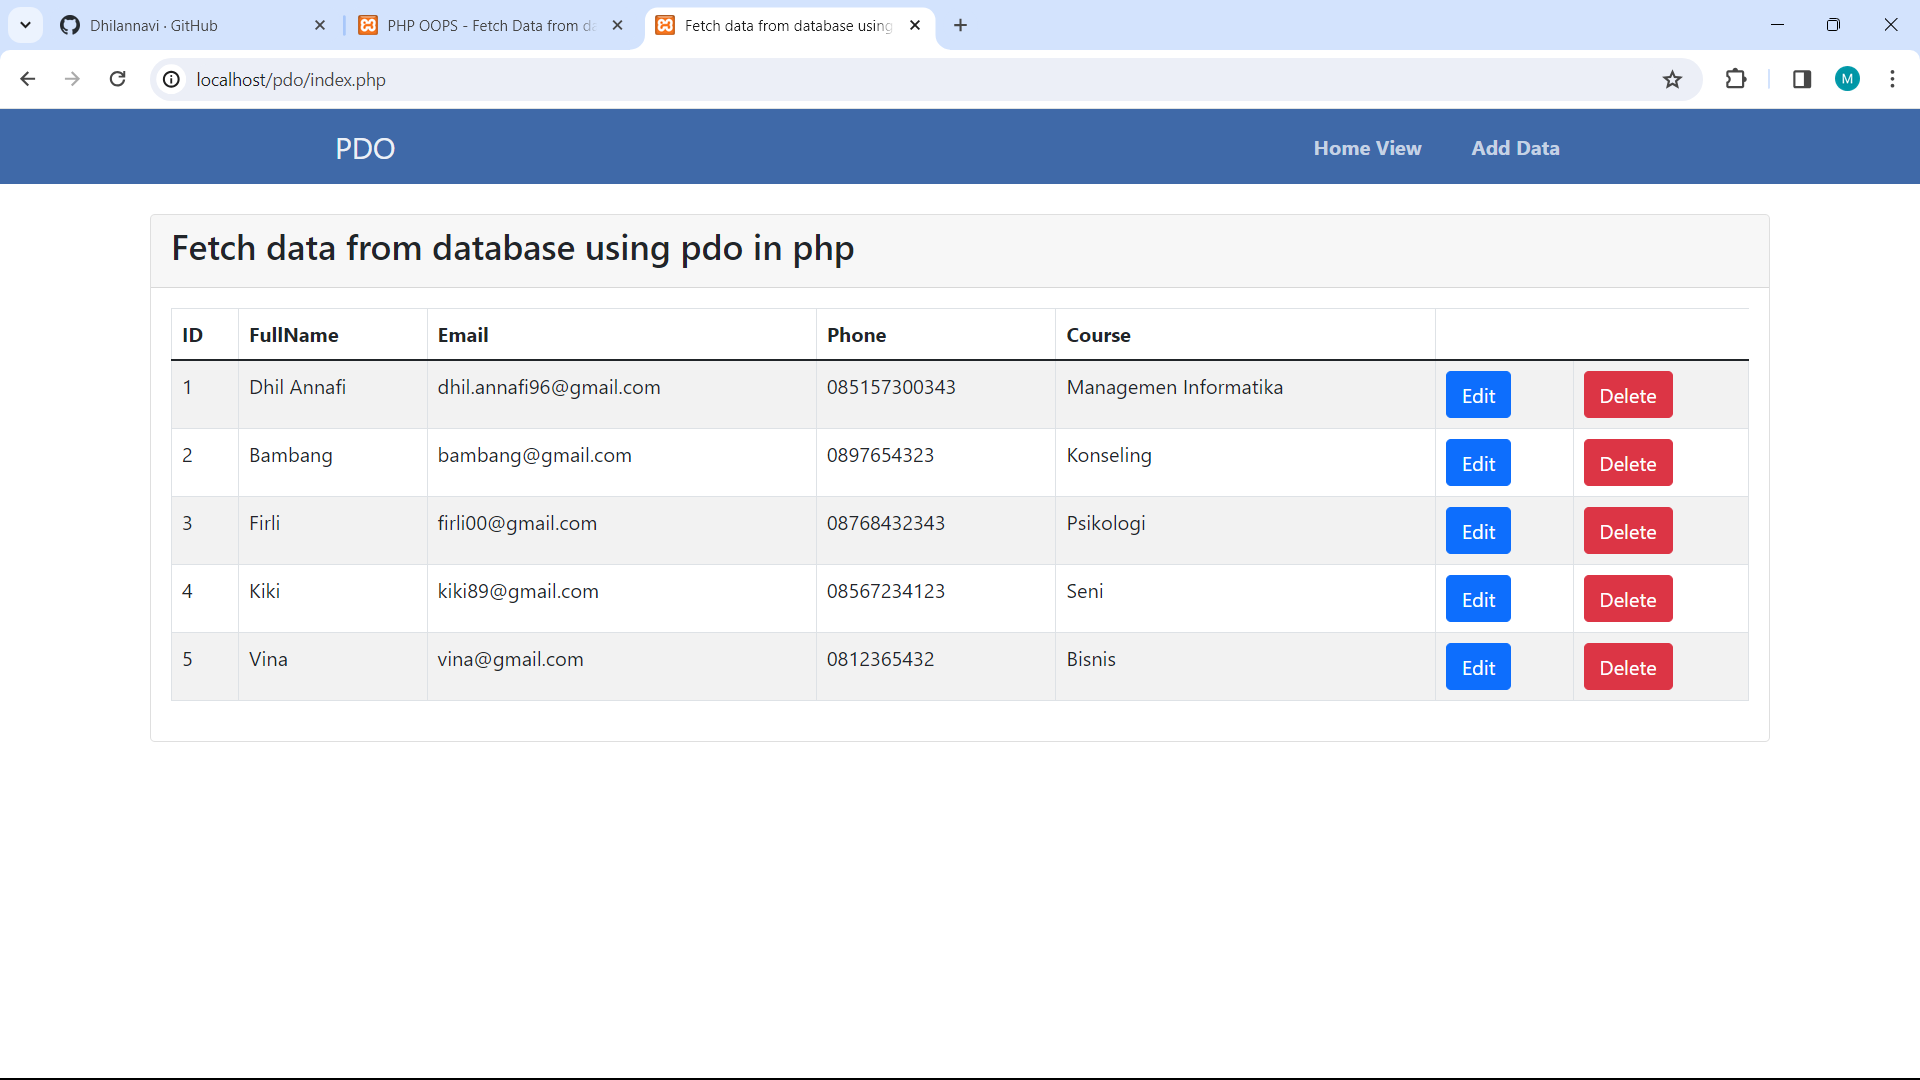 Dhilannavi · GitHub
PHP OOPS - Fetch Data from da
Fetch data from database using
localhost/pdo/index.php
M
PDO
Home View
Add Data
Fetch data from database using pdo in php
ID FullName Email Phone Course
1 Dhil Annafi dhil.annafi96@gmail.com 085157300343 Managemen Informatika Edit Delete
2 Bambang bambang@gmail.com 0897654323 Konseling Edit Delete
3 Firli firli00@gmail.com 08768432343 Psikologi Edit Delete
4 Kiki kiki89@gmail.com 08567234123 Seni Edit Delete
5 Vina vina@gmail.com 0812365432 Bisnis Edit Delete